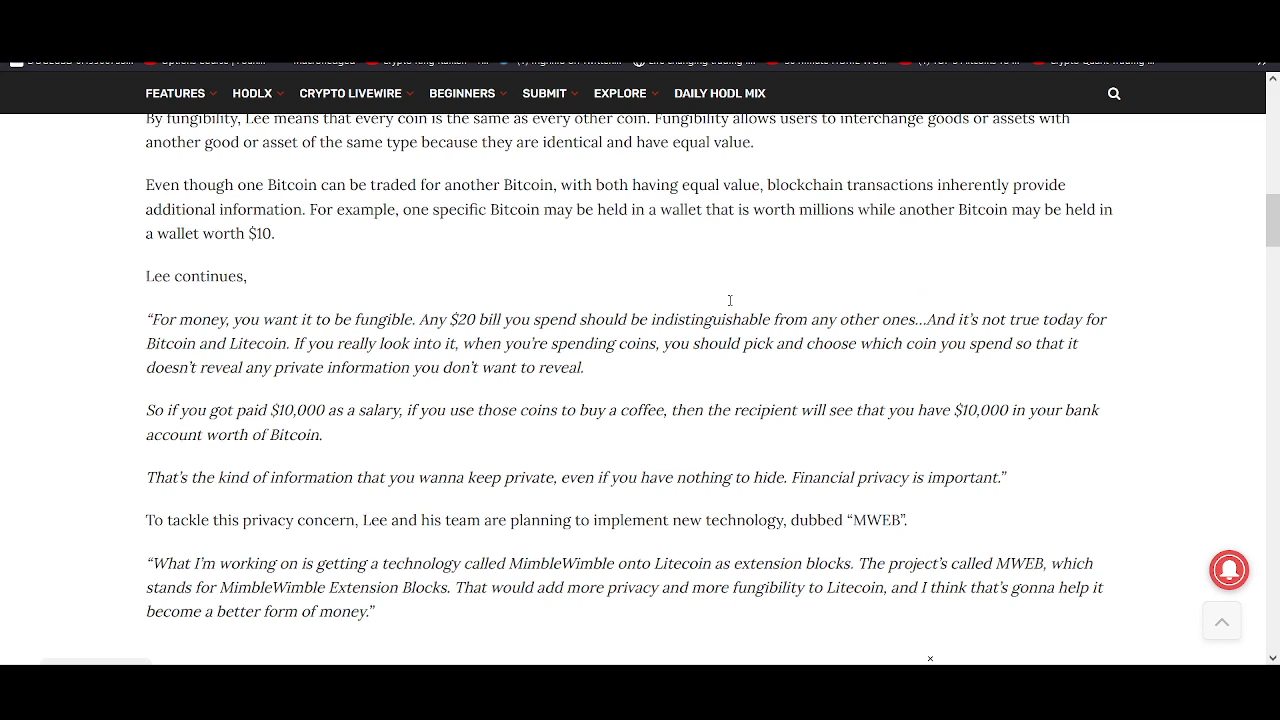 FEATURES HODLX CRYPTO LIVEWIRE BEGINNERS SUBMIT EXPLORE DAILY HODL MIX
By fungibility, Lee means that every coin is the same as every other coin. Fungibility allows users to interchange goods or assets with
another good or asset of the same type because they are identical and have equal value.
Even though one Bitcoin can be traded for another Bitcoin, with both having equal value, blockchain transactions inherently provide
additional information. For example, one specific Bitcoin may be held in a wallet that is worth millions while another Bitcoin may be held in
a wallet worth $10.
Lee continues,
“For money, you want it to be fungible. Any $20 bill you spend should be indistinguishable from any other ones…And it’s not true today for
Bitcoin and Litecoin. If you really look into it, when you’re spending coins, you should pick and choose which coin you spend so that it
doesn’t reveal any private information you don’t want to reveal.
So if you got paid $10,000 as a salary, if you use those coins to buy a coffee, then the recipient will see that you have $10,000 in your bank
account worth of Bitcoin.
That’s the kind of information that you wanna keep private, even if you have nothing to hide. Financial privacy is important.”
To tackle this privacy concern, Lee and his team are planning to implement new technology, dubbed “MWEB”.
“What I’m working on is getting a technology called MimbleWimble onto Litecoin as extension blocks. The project’s called MWEB, which
stands for MimbleWimble Extension Blocks. That would add more privacy and more fungibility to Litecoin, and I think that’s gonna help it
become a better form of money.”